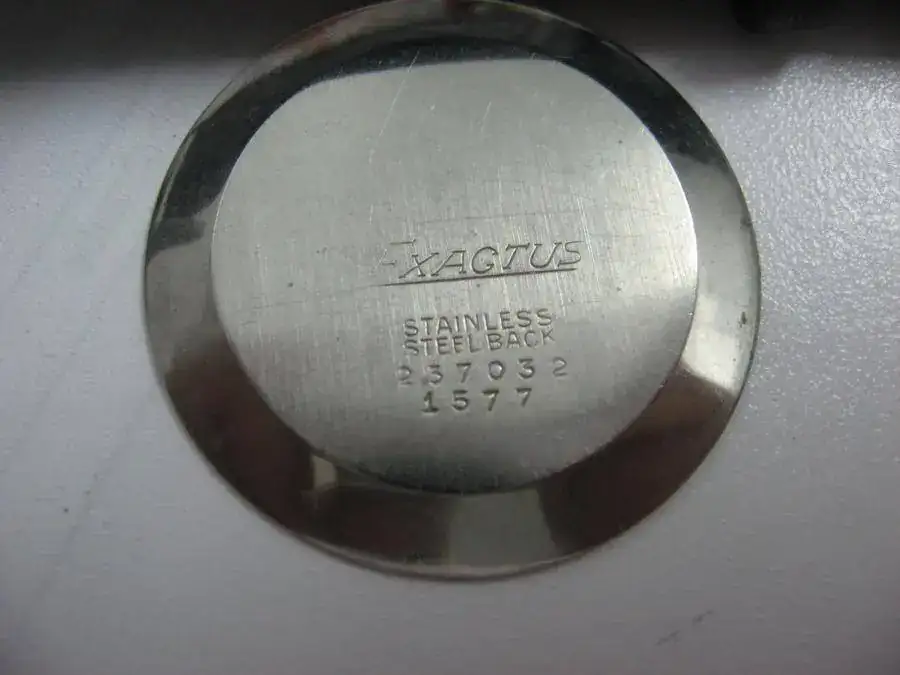 EXACTUS
STAINLESS
STEEL BACK
237032
1577